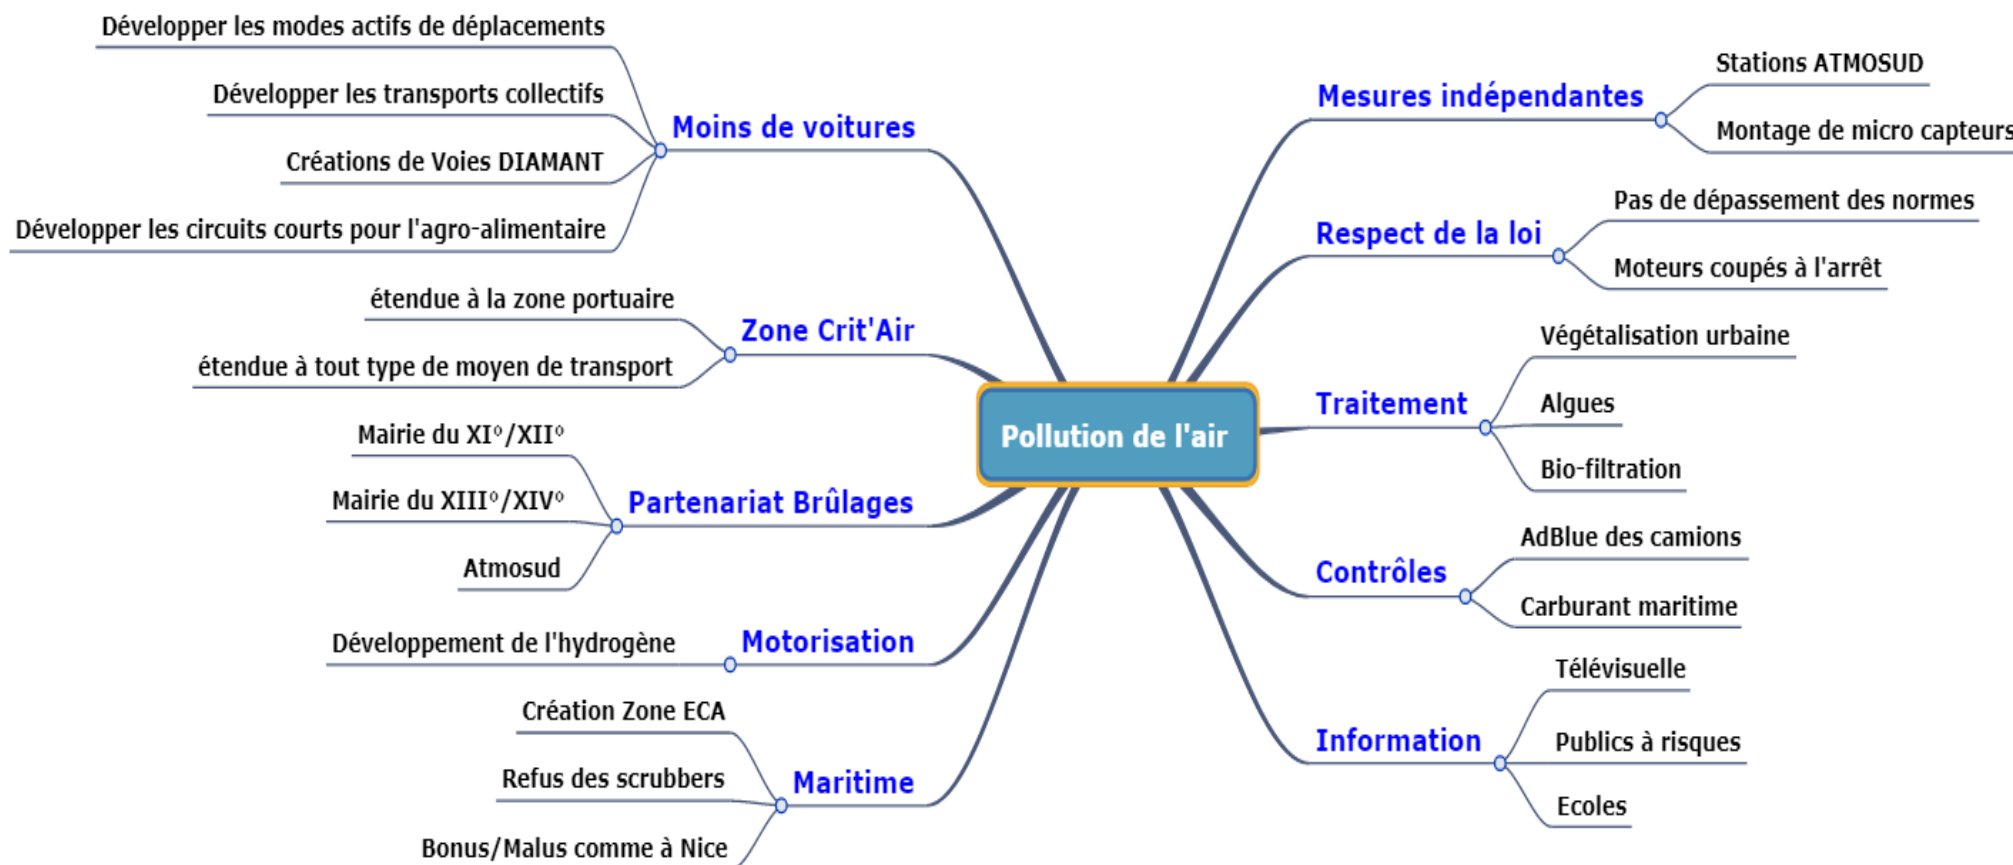 Pollution de l'air
Moins de voitures
Développer les modes actifs de déplacements
Développer les transports collectifs
Créations de Voies DIAMANT
Développer les circuits courts pour l'agro-alimentaire
Zone Crit'Air
étendue à la zone portuaire
étendue à tout type de moyen de transport
Partenariat Brûlages
Mairie du XIº/XIIº
Mairie du XIIIº/XIVº
Atmosud
Motorisation
Développement de l'hydrogène
Maritime
Création Zone ECA
Refus des scrubbers
Bonus/Malus comme à Nice
Mesures indépendantes
Stations ATMOSUD
Montage de micro capteurs
Respect de la loi
Pas de dépassement des normes
Moteurs coupés à l'arrêt
Traitement
Végétalisation urbaine
Algues
Bio-filtration
Contrôles
AdBlue des camions
Carburant maritime
Information
Télévisuelle
Publics à risques
Ecoles